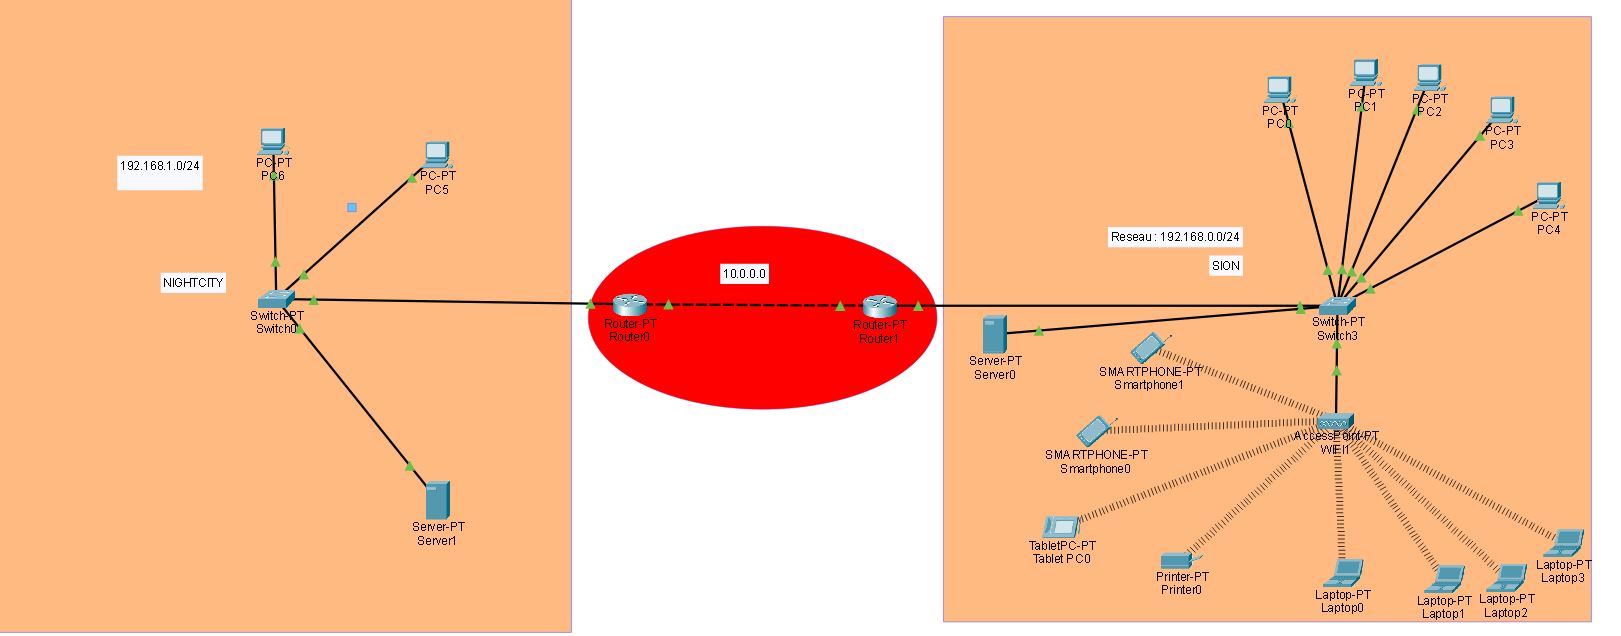 PC-PT
PC6
PC-PT
PC5
192.168.1.0/24
NIGHTCITY
Switch-PT
Switch0
Server-PT
Server1
10.0.0.0
Router-PT
Router0
Router-PT
Router1
PC-PT
PC0
PC-PT
PC1
PC-PT
PC2
PC-PT
PC3
PC-PT
PC4
Reseau : 192.168.0.0/24
SION
Switch-PT
Switch3
Server-PT
Server0
SMARTPHONE-PT
Smartphone1
AccessPoint-PT
WIFI1
SMARTPHONE-PT
Smartphone0
TabletPC-PT
Tablet PC0
Printer-PT
Printer0
Laptop-PT
Laptop0
Laptop-PT
Laptop1
Laptop-PT
Laptop2
Laptop-PT
Laptop3